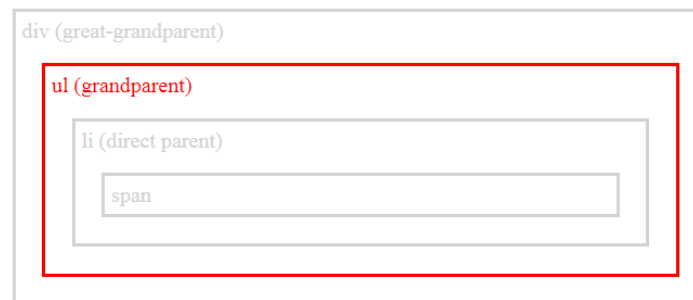 div (great-grandparent)
ul (grandparent)
li (direct parent)
span